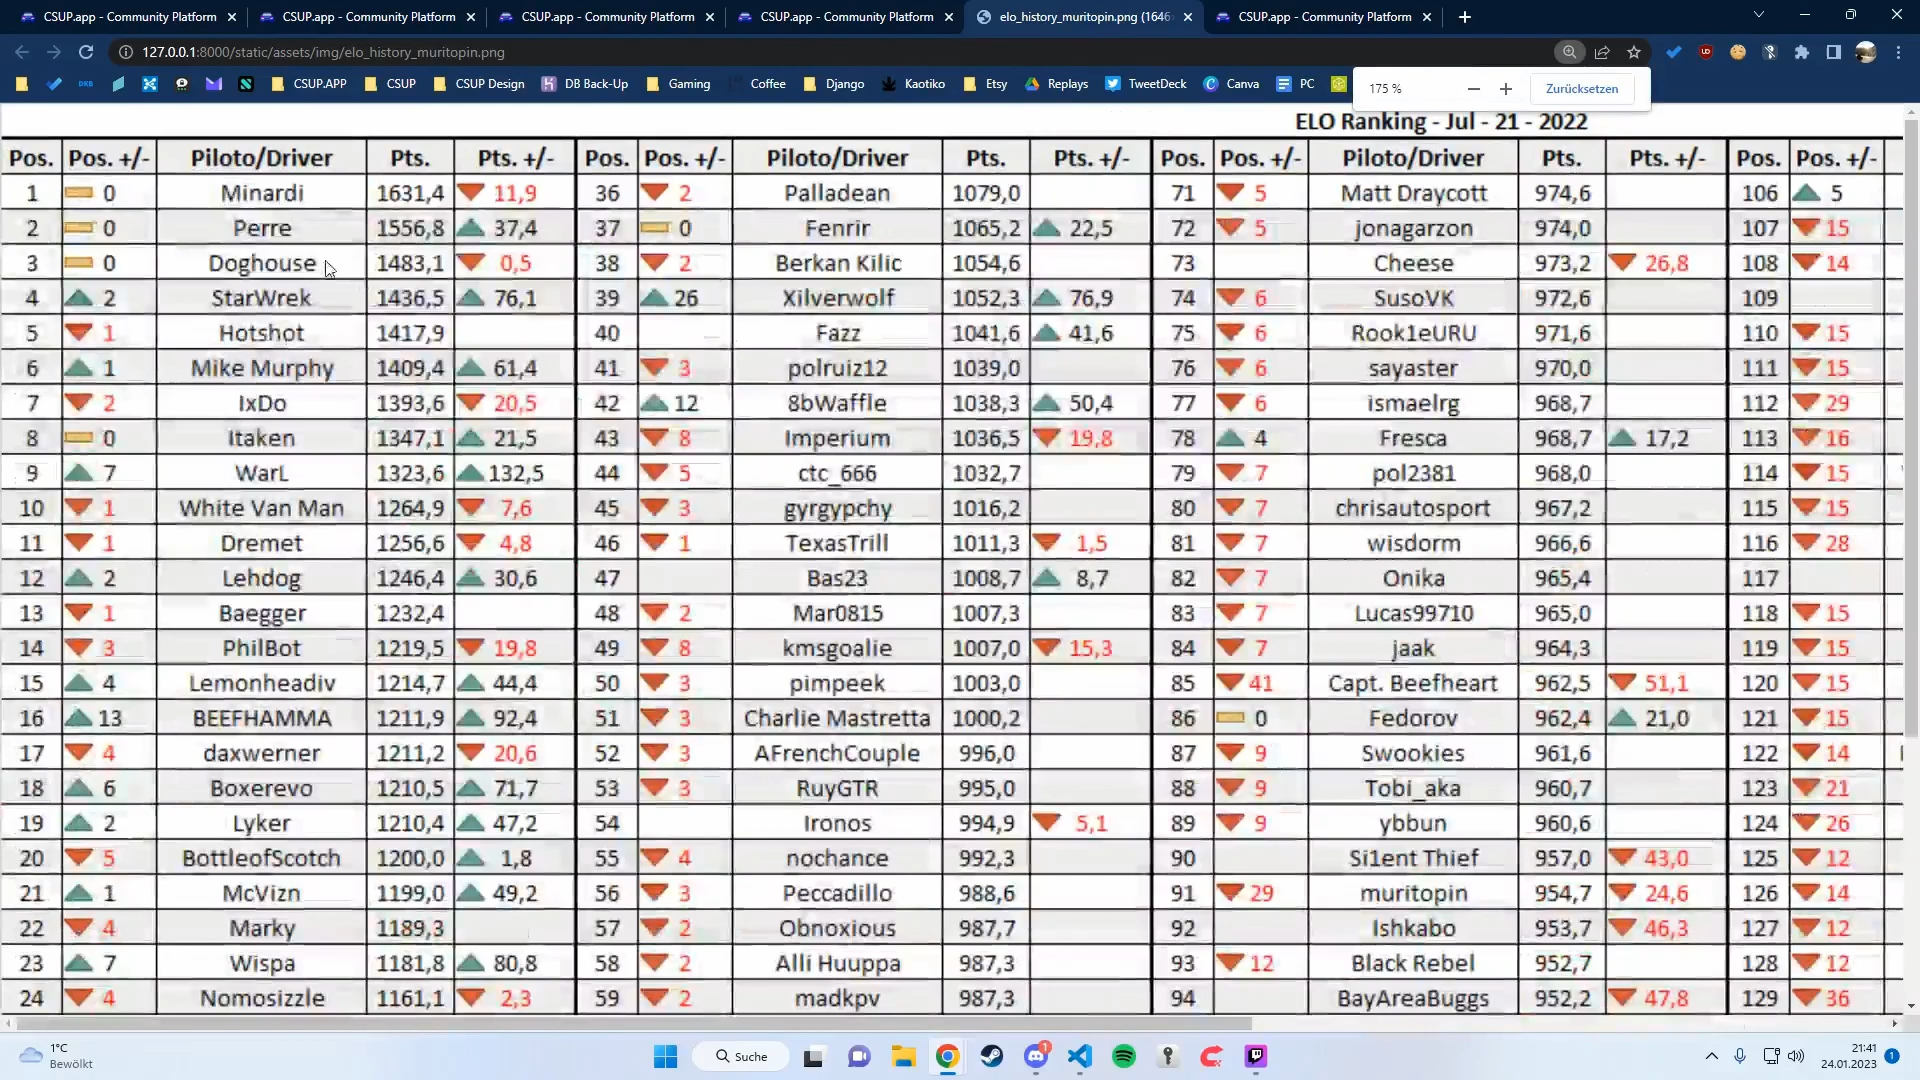 CSUP.app - Community Platform CSUP.app - Community Platform CSUP.app - Community Platform CSUP.app - Community Platform elo_history_muritopin.png (1646 CSUP.app - Community Platform
127.0.0.1:8000/static/assets/img/elo_history_muritopin.png
DKB CSUP.APP CSUP CSUP Design DB Back-Up Gaming Coffee Django Kaotiko Etsy Replays TweetDeck Canva PC
175 % Zurücksetzen
ELO Ranking - Jul - 21 - 2022
Pos. Pos. +/- Piloto/Driver Pts. Pts. +/- Pos. Pos. +/- Piloto/Driver Pts. Pts. +/- Pos. Pos. +/- Piloto/Driver Pts. Pts. +/- Pos. Pos. +/-
1 0 Minardi 1631,4 11,9 36 2 Palladean 1079,0 71 5 Matt Draycott 974,6 106 5
2 0 Perre 1556,8 37,4 37 0 Fenrir 1065,2 22,5 72 5 jonagarzon 974,0 107 15
3 0 Doghouse 1483,1 0,5 38 2 Berkan Kilic 1054,6 73 Cheese 973,2 26,8 108 14
4 2 StarWrek 1436,5 76,1 39 26 Xilverwolf 1052,3 76,9 74 6 SusoVK 972,6 109
5 1 Hotshot 1417,9 40 Fazz 1041,6 41,6 75 6 Rook1eURU 971,6 110 15
6 1 Mike Murphy 1409,4 61,4 41 3 polruiz12 1039,0 76 6 sayaster 970,0 111 15
7 2 IxDo 1393,6 20,5 42 12 8bWaffle 1038,3 50,4 77 6 ismaelrg 968,7 112 29
8 0 Itaken 1347,1 21,5 43 8 Imperium 1036,5 19,8 78 4 Fresca 968,7 17,2 113 16
9 7 WarL 1323,6 132,5 44 5 ctc_666 1032,7 79 7 pol2381 968,0 114 15
10 1 White Van Man 1264,9 7,6 45 3 gyrgypchy 1016,2 80 7 chrisautosport 967,2 115 15
11 1 Dremet 1256,6 4,8 46 1 TexasTrill 1011,3 1,5 81 7 wisdorm 966,6 116 28
12 2 Lehdog 1246,4 30,6 47 Bas23 1008,7 8,7 82 7 Onika 965,4 117
13 1 Baegger 1232,4 48 2 Mar0815 1007,3 83 7 Lucas99710 965,0 118 15
14 3 PhilBot 1219,5 19,8 49 8 kmsgoalie 1007,0 15,3 84 7 jaak 964,3 119 15
15 4 Lemonheadiv 1214,7 44,4 50 3 pimpeek 1003,0 85 41 Capt. Beefheart 962,5 51,1 120 15
16 13 BEEFHAMMA 1211,9 92,4 51 3 Charlie Mastretta 1000,2 86 0 Fedorov 962,4 21,0 121 15
17 4 daxwerner 1211,2 20,6 52 3 AFrenchCouple 996,0 87 9 Swookies 961,6 122 14
18 6 Boxerevo 1210,5 71,7 53 3 RuyGTR 995,0 88 9 Tobi_aka 960,7 123 21
19 2 Lyker 1210,4 47,2 54 Ironos 994,9 5,1 89 9 ybbun 960,6 124 26
20 5 BottleofScotch 1200,0 1,8 55 4 nochance 992,3 90 Si1ent Thief 957,0 43,0 125 12
21 1 McVizn 1199,0 49,2 56 3 Peccadillo 988,6 91 29 muritopin 954,7 24,6 126 14
22 4 Marky 1189,3 57 2 Obnoxious 987,7 92 Ishkabo 953,7 46,3 127 12
23 7 Wispa 1181,8 80,8 58 2 Alli Huuppa 987,3 93 12 Black Rebel 952,7 128 12
24 4 Nomosizzle 1161,1 2,3 59 2 madkpv 987,3 94 BayAreaBuggs 952,2 47,8 129 36
1°C
Bewölkt
Suche
1
21:41
24.01.2023
1